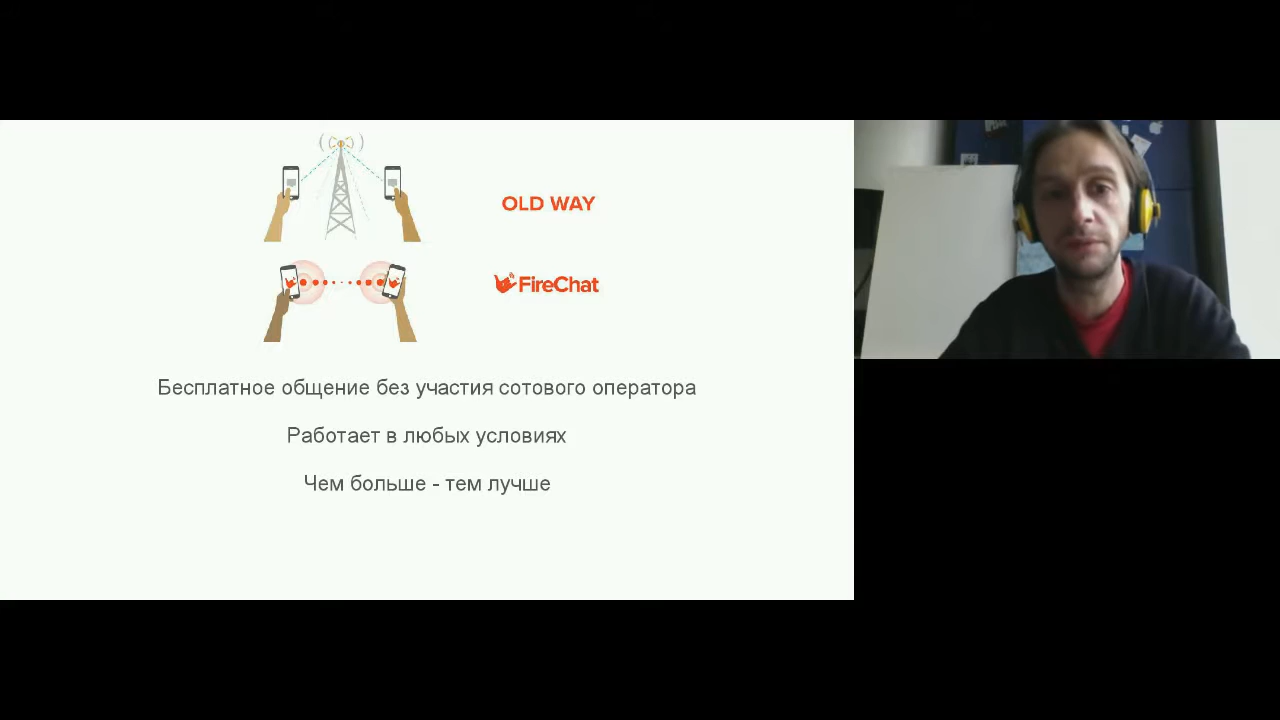 OLD WAY
FireChat
Бесплатное общение без участия сотового оператора
Работает в любых условиях
Чем больше - тем лучше